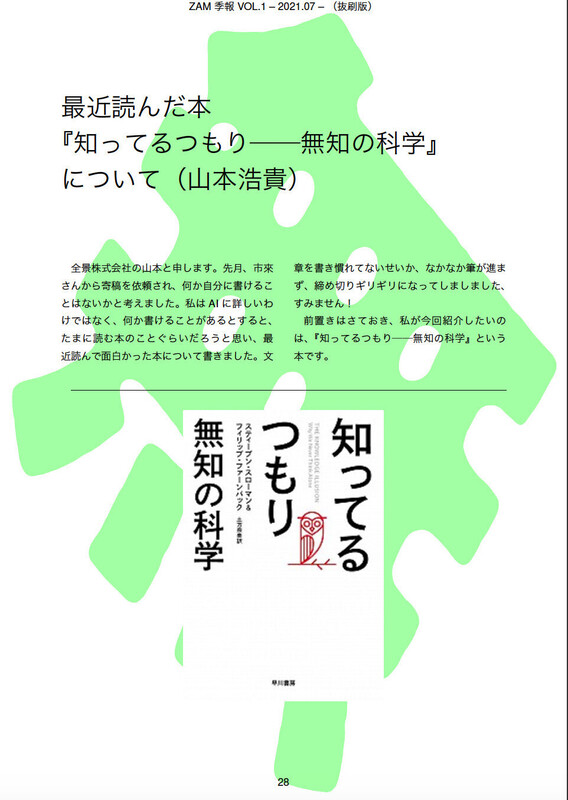 ZAM 季報 VOL.1 – 2021.07 – （抜刷版）
最近読んだ本
『知ってるつもり──無知の科学』
について（山本浩貴）
全景株式会社の山本と申します。先月、市來
さんから寄稿を依頼され、何か自分に書けるこ
とはないかと考えました。私は AI に詳しいわ
けではなく、何か書けることがあるとすると、
たまに読む本のことぐらいだろうと思い、最
近読んで面白かった本について書きました。文
章を書き慣れてないせいか、なかなか筆が進ま
ず、締め切りギリギリになってしましました、
すみません！
前置きはさておき、私が今回紹介したいの
は、『知ってるつもり──無知の科学』という
本です。
知ってる
つもり
THE KNOWLEDGE ILLUSION
Why We Never Think Alone
スティーブン・スローマン&
フィリップ・ファーンバック
土方奈美訳
無知の科学
早川書房
28